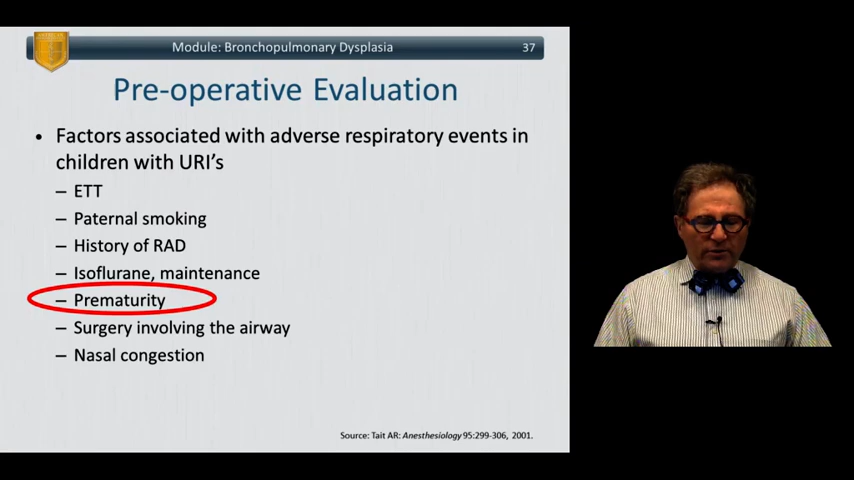 Module: Bronchopulmonary Dysplasia 37
Pre-operative Evaluation
• Factors associated with adverse respiratory events in
children with URI's
– ETT
– Paternal smoking
– History of RAD
– Isoflurane, maintenance
– Prematurity
– Surgery involving the airway
– Nasal congestion
Source: Tait AR: Anesthesiology 95:299-306, 2001.